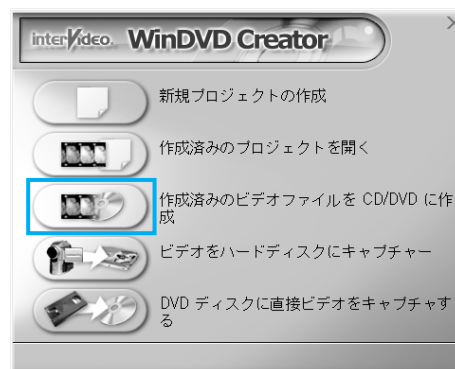 InterVideo. WinDVD Creator
新規プロジェクトの作成
作成済みのプロジェクトを開く
作成済みのビデオファイルを CD/DVD に作
成
ビデオをハードディスクにキャプチャー
DVD ディスクに直接ビデオをキャプチャす
る